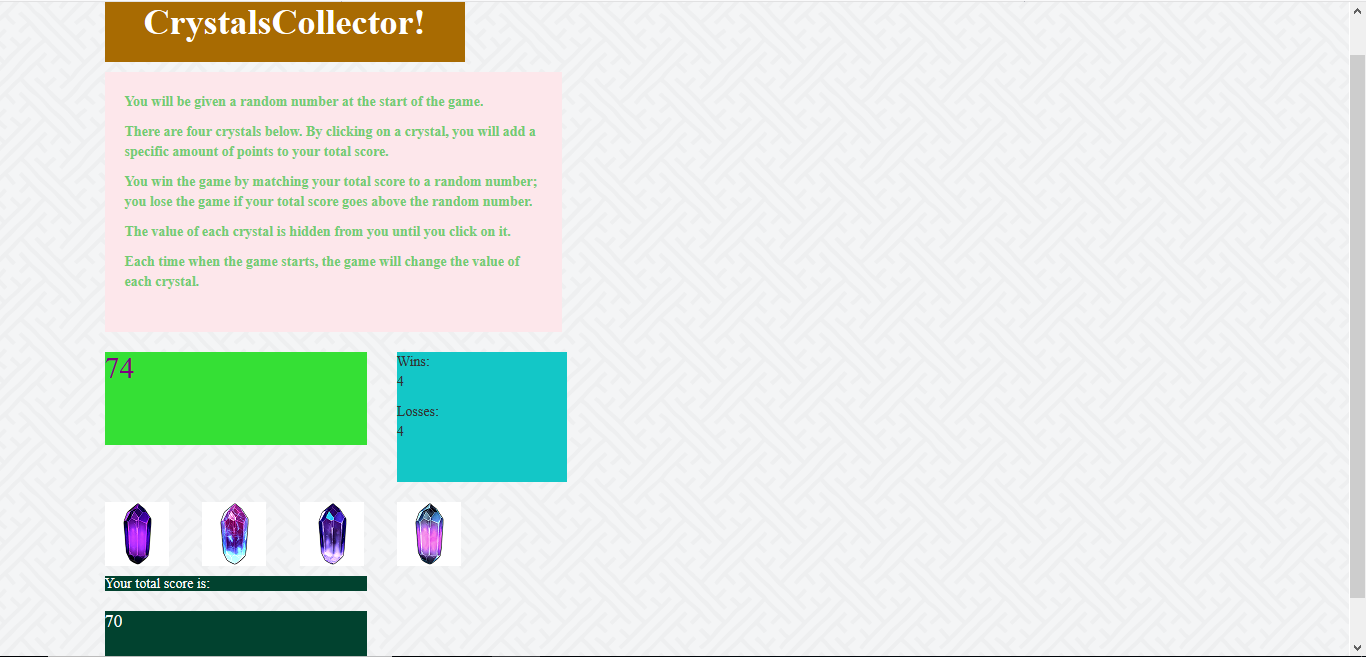 CrystalsCollector!
You will be given a random number at the start of the game.
There are four crystals below. By clicking on a crystal, you will add a
specific amount of points to your total score.
You win the game by matching your total score to a random number;
you lose the game if your total score goes above the random number.
The value of each crystal is hidden from you until you click on it.
Each time when the game starts, the game will change the value of
each crystal.
74
Wins:
4
Losses:
4
Your total score is:
70